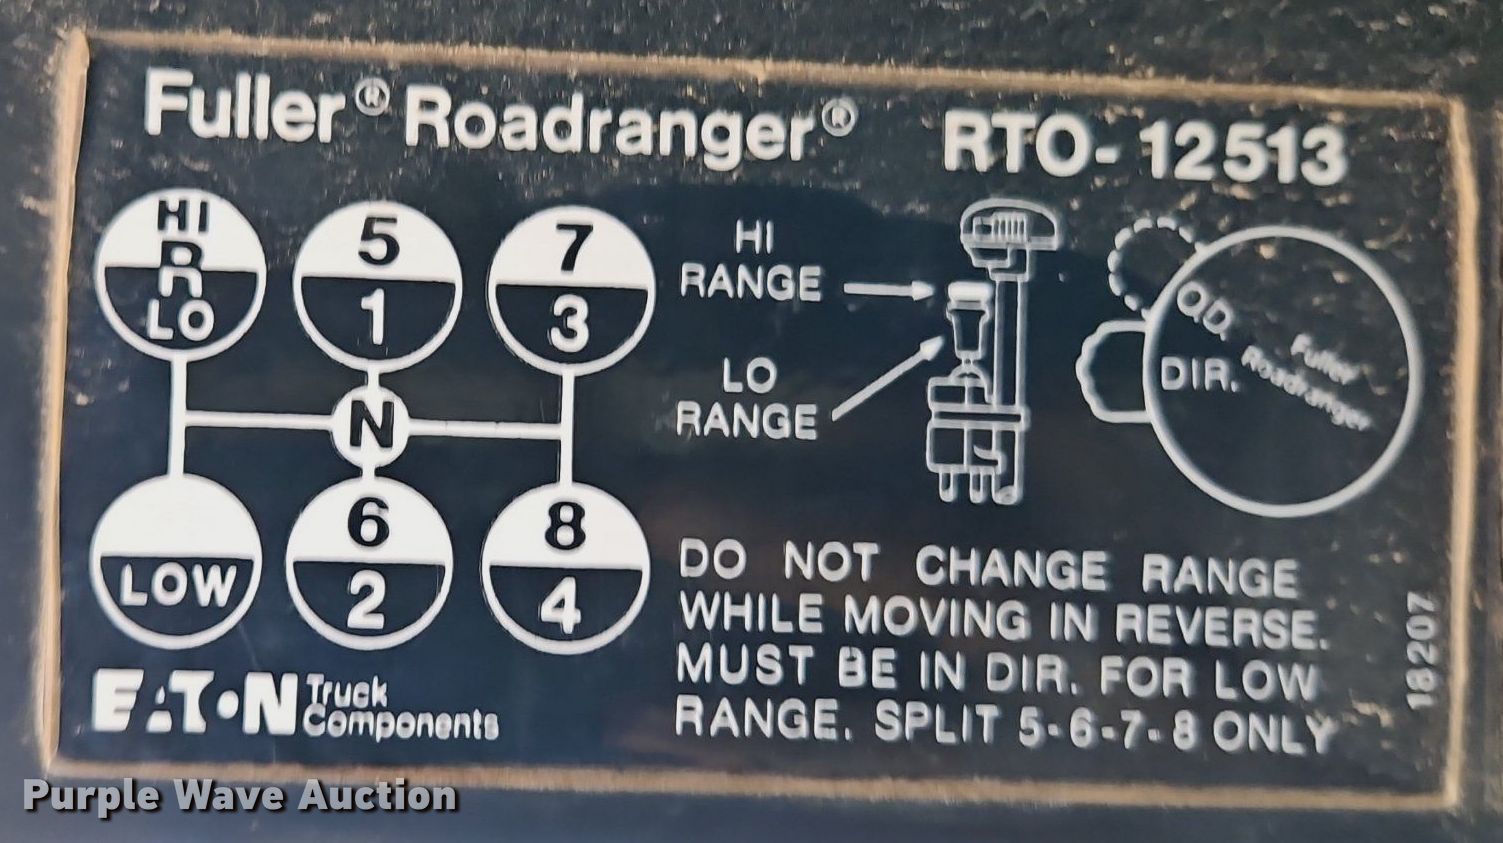 Fuller® Roadranger® RTO-12513
HI
R
LO
5
1
7
3
N
LOW
6
2
8
4
HI
RANGE
LO
RANGE
O.D.
DIR.
Fuller
Roadranger
DO NOT CHANGE RANGE
WHILE MOVING IN REVERSE.
MUST BE IN DIR. FOR LOW
RANGE. SPLIT 5-6-7-8 ONLY
18207
EATON Truck
Components
Purple Wave Auction